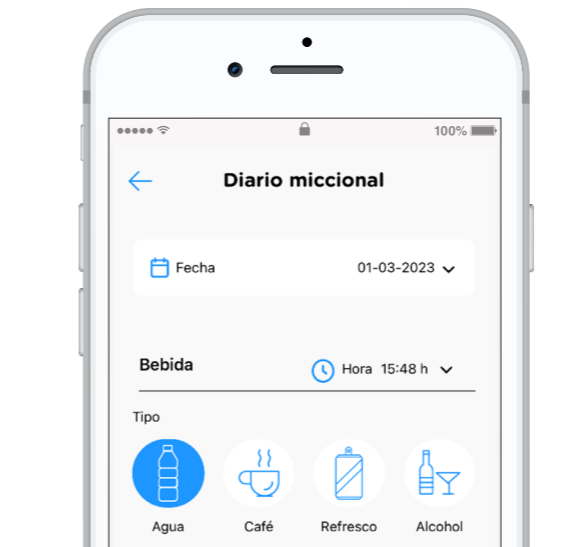 100%
Diario miccional
Fecha 01-03-2023
Bebida Hora 15:48 h
Tipo
Agua Café Refresco Alcohol